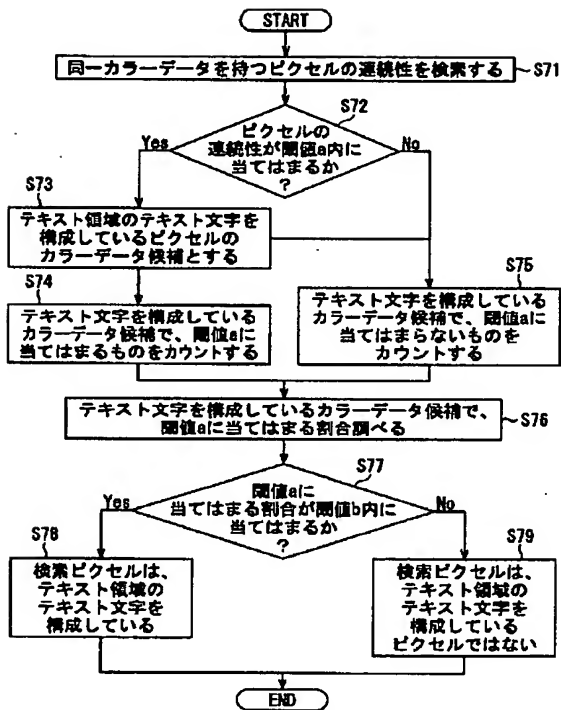 START
同一カラーデータを持つピクセルの連続性を検索する
S71
S72
ピクセルの
連続性が閾値a内に
当てはまるか
?
Yes
No
S73
テキスト領域のテキスト文字を
構成しているピクセルの
カラーデータ候補とする
S74
テキスト文字を構成している
カラーデータ候補で、閾値aに
当てはまるものをカウントする
S75
テキスト文字を構成している
カラーデータ候補で、閾値aに
当てはまらないものを
カウントする
テキスト文字を構成しているカラーデータ候補で、
閾値aに当てはまる割合調べる
S76
S77
閾値aに
当てはまる割合が閾値b内に
当てはまるか
?
Yes
No
S78
検索ピクセルは、
テキスト領域の
テキスト文字を
構成している
S79
検索ピクセルは、
テキスト領域の
テキスト文字を
構成している
ピクセルではない
END